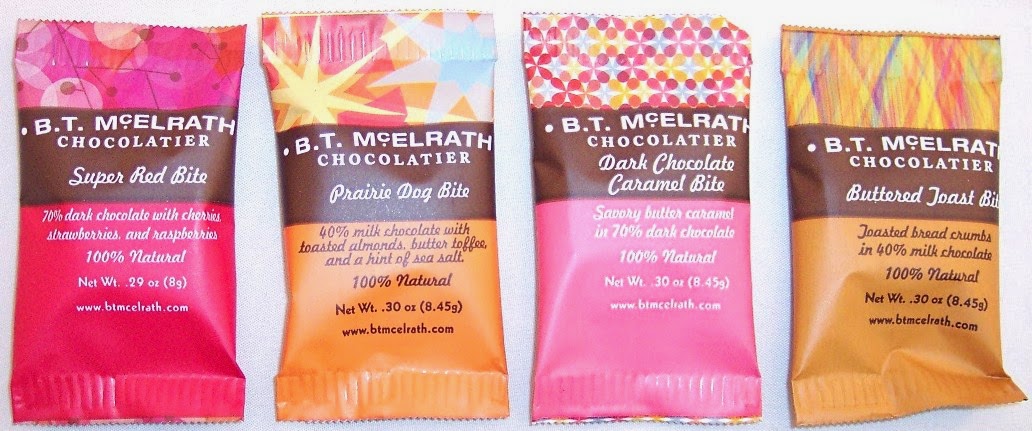 • B.T. McELRATH
CHOCOLATIER
Super Red Bite
70% dark chocolate with cherries,
strawberries, and raspberries
100% Natural
Net Wt. .29 oz (8g)
www.btmcelrath.com
• B.T. McELRATH
CHOCOLATIER
Prairie Dog Bite
40% milk chocolate with
toasted almonds, butter toffee,
and a hint of sea salt.
100% Natural
Net Wt. .30 oz (8.45g)
www.btmcelrath.com
• B.T. McELRATH
CHOCOLATIER
Dark Chocolate
Caramel Bite
Savory butter caramel
in 70% dark chocolate
100% Natural
Net Wt. .30 oz (8.45g)
www.btmcelrath.com
• B.T. McELRATH
CHOCOLATIER
Buttered Toast Bit
Toasted bread crumbs
in 40% milk chocolate
100% Natural
Net Wt. .30 oz (8.45g)
www.btmcelrath.com